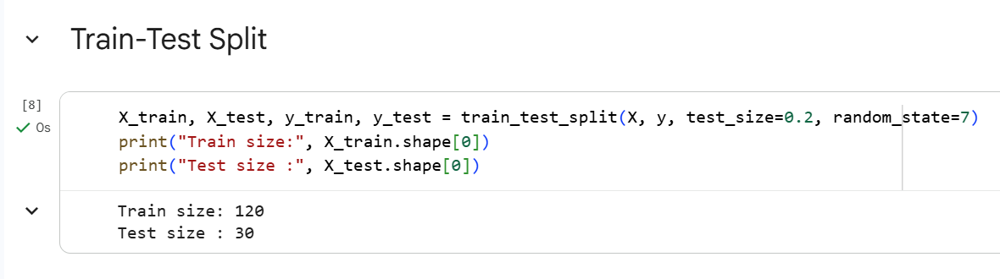 Train-Test Split
[8]
0s
X_train, X_test, y_train, y_test = train_test_split(X, y, test_size=0.2, random_state=7)
print("Train size:", X_train.shape[0])
print("Test size :", X_test.shape[0])
Train size: 120
Test size : 30